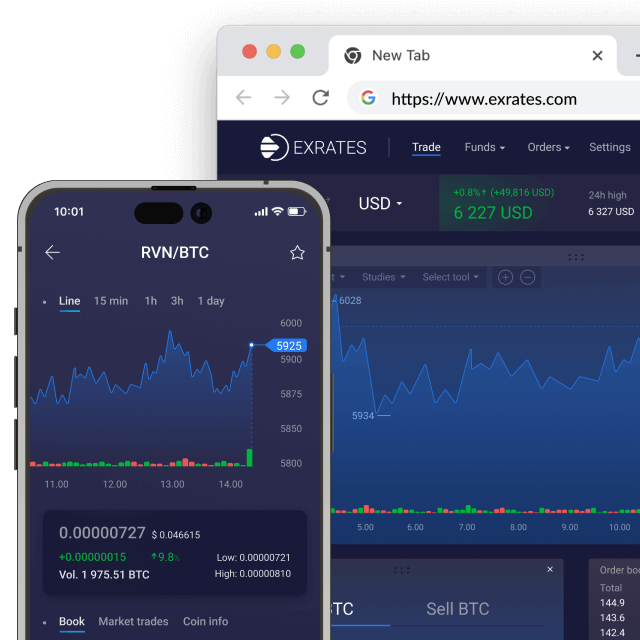 New Tab
https://www.exrates.com
EXRATES
Trade
Funds
Orders
Settings
USD
+0.8%↑ (+49,816 USD)
6 227 USD
24h high
6 327 USD
Studies
Select tool
6028
5934
5.00
6.00
7.00
8.00
9.00
10.00
BTC
Sell BTC
Order boo
Total
144.9
143.6
142.4
10:01
RVN/BTC
Line 15 min 1h 3h 1 day
6000
5925
5900
5875
5850
5800
11.00 12.00 13.00 14.00
0.00000727 $ 0.046615
+0.00000015 ↑9.8%
Low: 0.00000721
Vol. 1 975.51 BTC
High: 0.00000810
Book Market trades Coin info